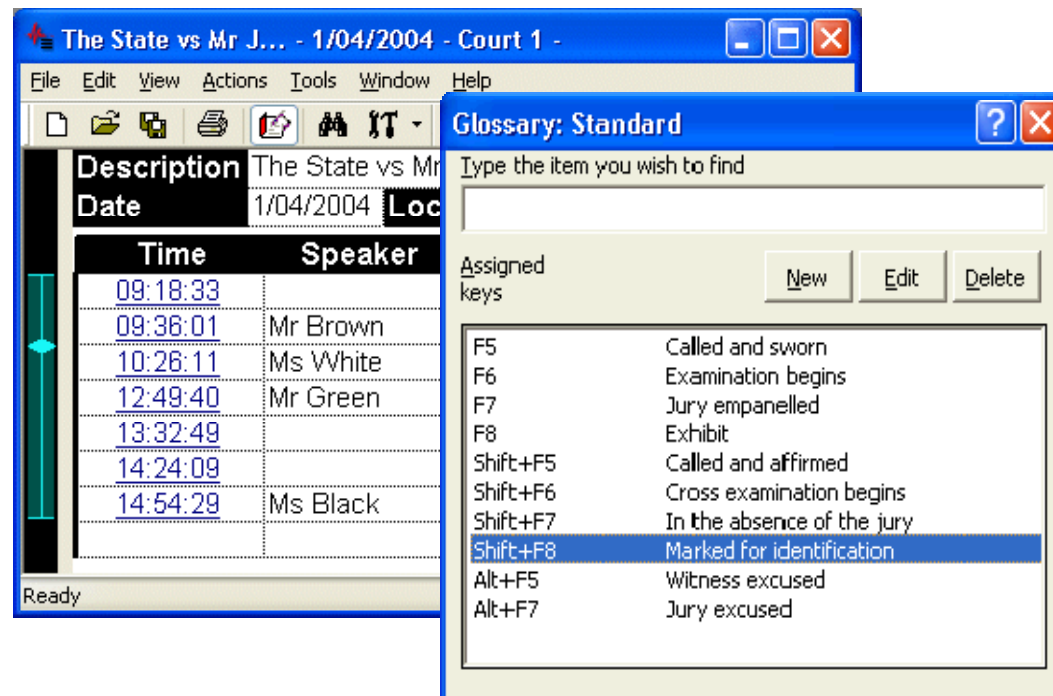 The State vs Mr J... - 1/04/2004 - Court 1 -
File Edit View Actions Tools Window Help
Description The State vs Mr
Date 1/04/2004 Loc
Time Speaker
09:18:33
09:36:01 Mr Brown
10:26:11 Ms White
12:49:40 Mr Green
13:32:49
14:24:09
14:54:29 Ms Black
Ready
Glossary: Standard
Type the item you wish to find
Assigned
keys
New Edit Delete
F5 Called and sworn
F6 Examination begins
F7 Jury empanelled
F8 Exhibit
Shift+F5 Called and affirmed
Shift+F6 Cross examination begins
Shift+F7 In the absence of the jury
Shift+F8 Marked for identification
Alt+F5 Witness excused
Alt+F7 Jury excused